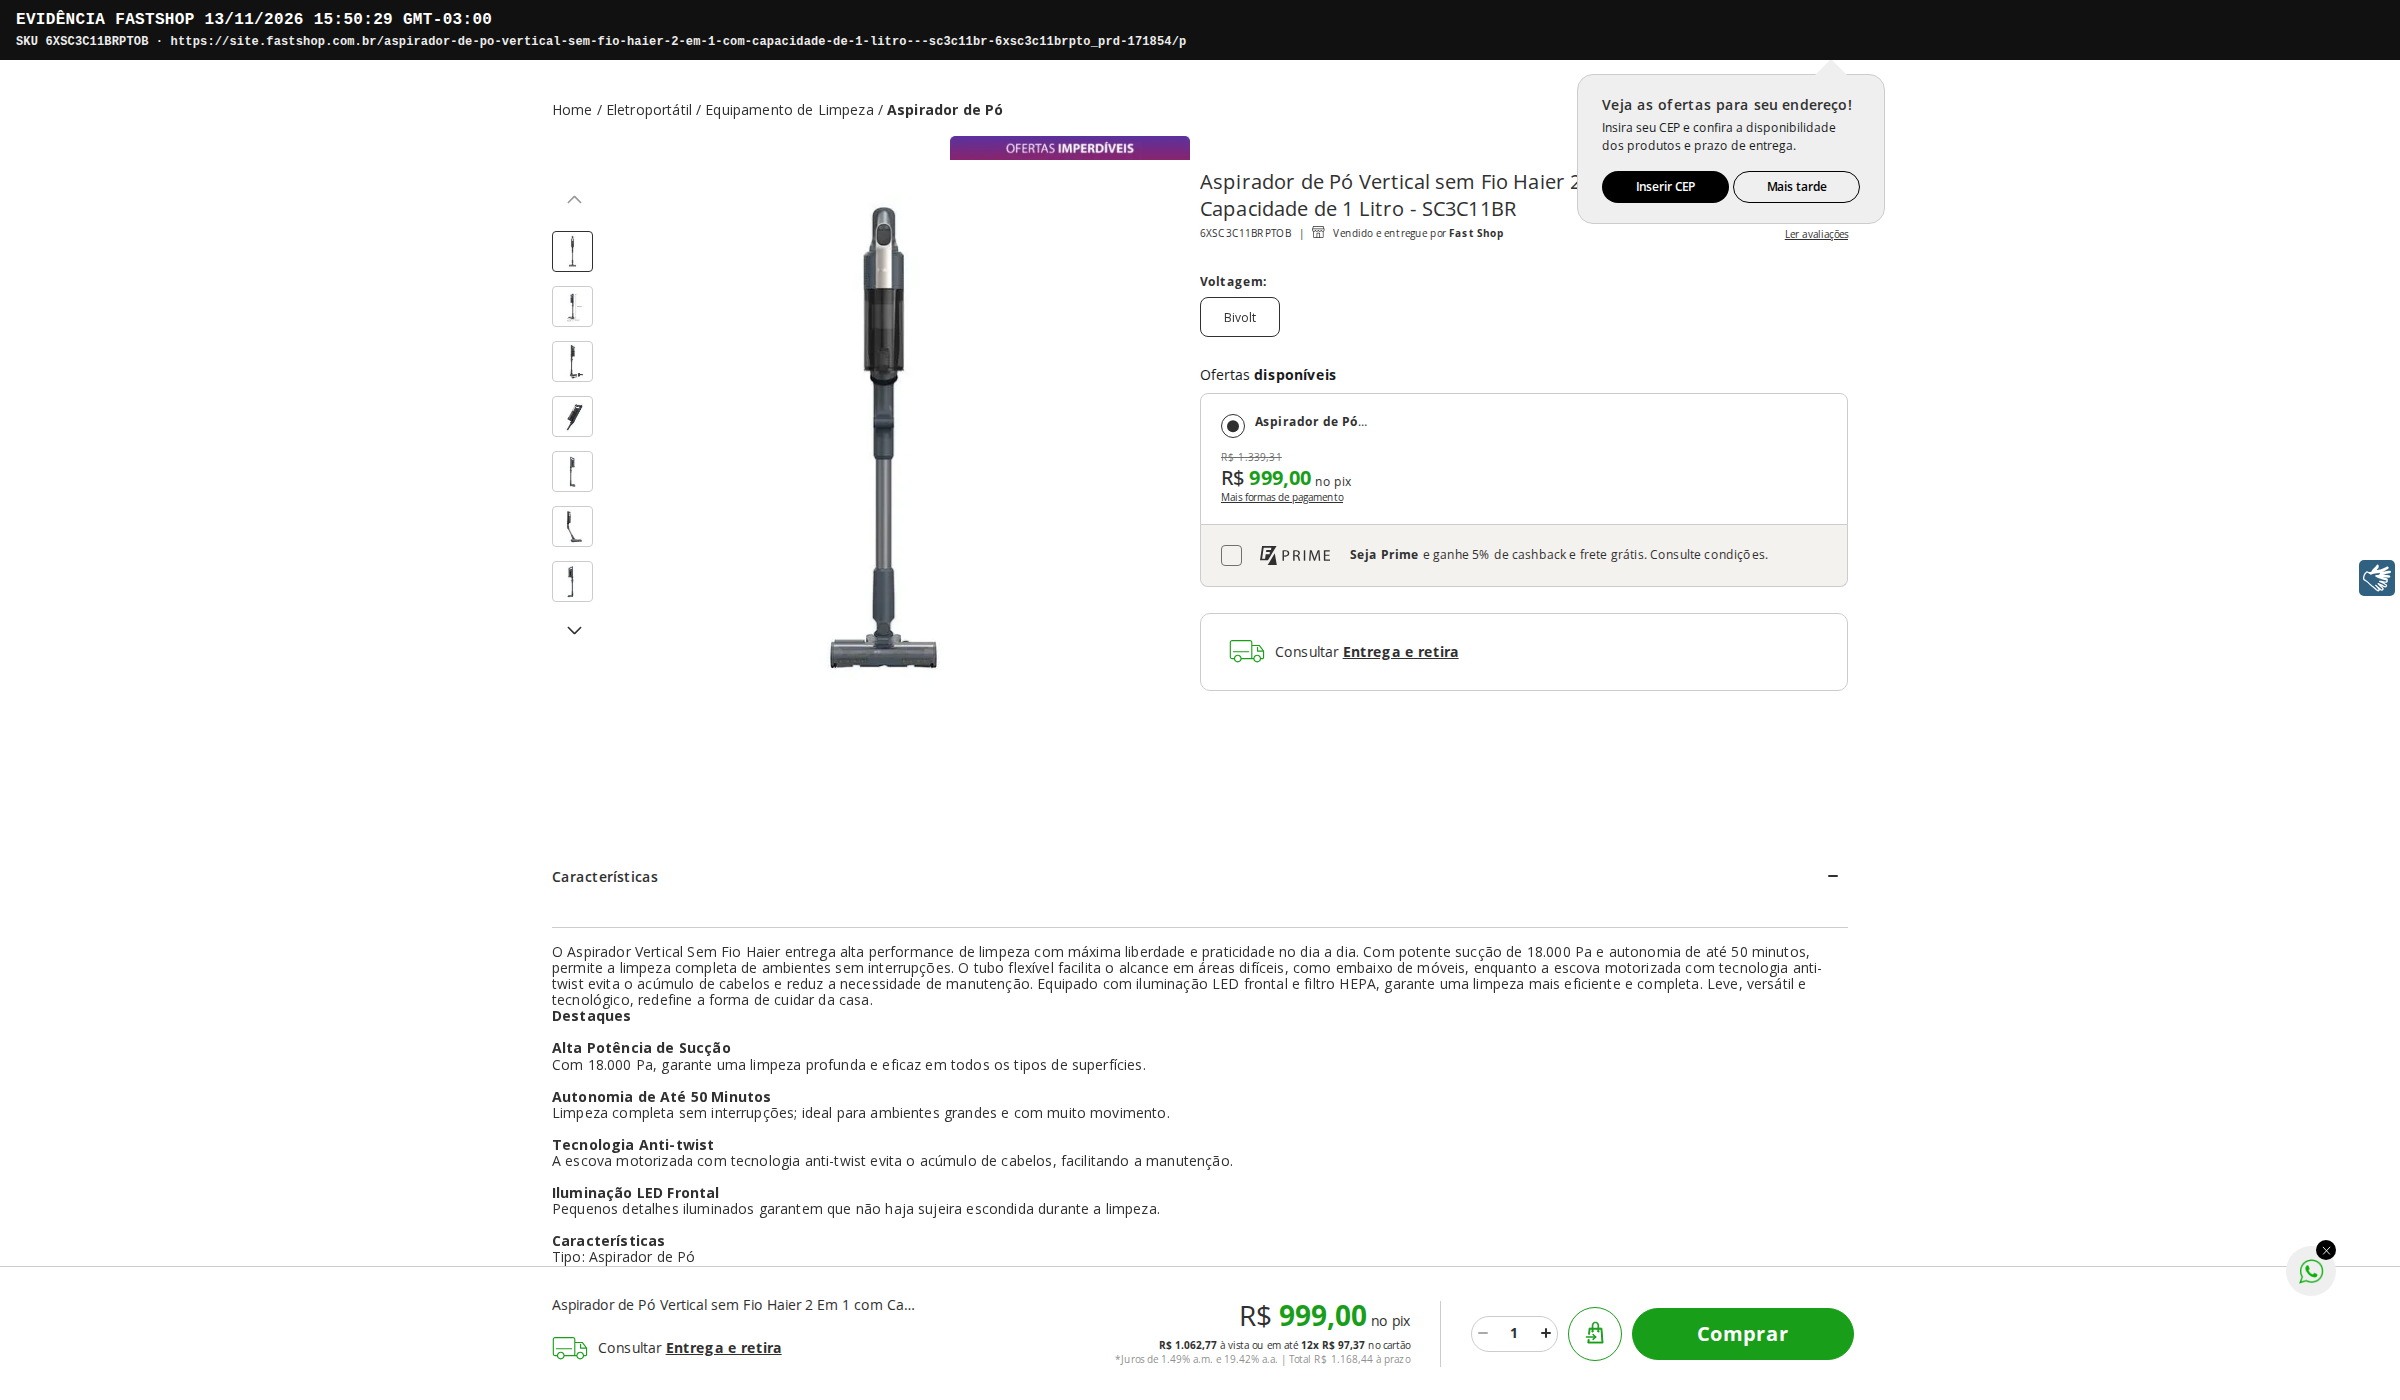 EVIDÊNCIA FASTSHOP 13/11/2026 15:50:29 GMT-03:00
SKU 6XSC3C11BRPTOB · https://site.fastshop.com.br/aspirador-de-po-vertical-sem-fio-haier-2-em-1-com-capacidade-de-1-litro---sc3c11br-6xsc3c11brpto_prd-171854/p
Home / Eletroportátil / Equipamento de Limpeza / Aspirador de Pó
Veja as ofertas para seu endereço!
Insira seu CEP e confira a disponibilidade
dos produtos e prazo de entrega.
Inserir CEP
Mais tarde
OFERTAS IMPERDÍVEIS
Aspirador de Pó Vertical sem Fio Haier 2
Capacidade de 1 Litro - SC3C11BR
6XSC3C11BRPTOB | Vendido e entregue por Fast Shop
Ler avaliações
Voltagem:
Bivolt
Ofertas disponíveis
Aspirador de Pó...
R$ 1.339,31
R$ 999,00 no pix
Mais formas de pagamento
PRIME
Seja Prime e ganhe 5% de cashback e frete grátis. Consulte condições.
Consultar Entrega e retira
Características
O Aspirador Vertical Sem Fio Haier entrega alta performance de limpeza com máxima liberdade e praticidade no dia a dia. Com potente sucção de 18.000 Pa e autonomia de até 50 minutos,
permite a limpeza completa de ambientes sem interrupções. O tubo flexível facilita o alcance em áreas difíceis, como embaixo de móveis, enquanto a escova motorizada com tecnologia anti-
twist evita o acúmulo de cabelos e reduz a necessidade de manutenção. Equipado com iluminação LED frontal e filtro HEPA, garante uma limpeza mais eficiente e completa. Leve, versátil e
tecnológico, redefine a forma de cuidar da casa.
Destaques
Alta Potência de Sucção
Com 18.000 Pa, garante uma limpeza profunda e eficaz em todos os tipos de superfícies.
Autonomia de Até 50 Minutos
Limpeza completa sem interrupções; ideal para ambientes grandes e com muito movimento.
Tecnologia Anti-twist
A escova motorizada com tecnologia anti-twist evita o acúmulo de cabelos, facilitando a manutenção.
Iluminação LED Frontal
Pequenos detalhes iluminados garantem que não haja sujeira escondida durante a limpeza.
Características
Tipo: Aspirador de Pó
Aspirador de Pó Vertical sem Fio Haier 2 Em 1 com Ca...
Consultar Entrega e retira
R$ 999,00 no pix
R$ 1.062,77 à vista ou em até 12x R$ 97,37 no cartão
*Juros de 1.49% a.m. e 19.42% a.a. | Total R$ 1.168,44 à prazo
1
Comprar